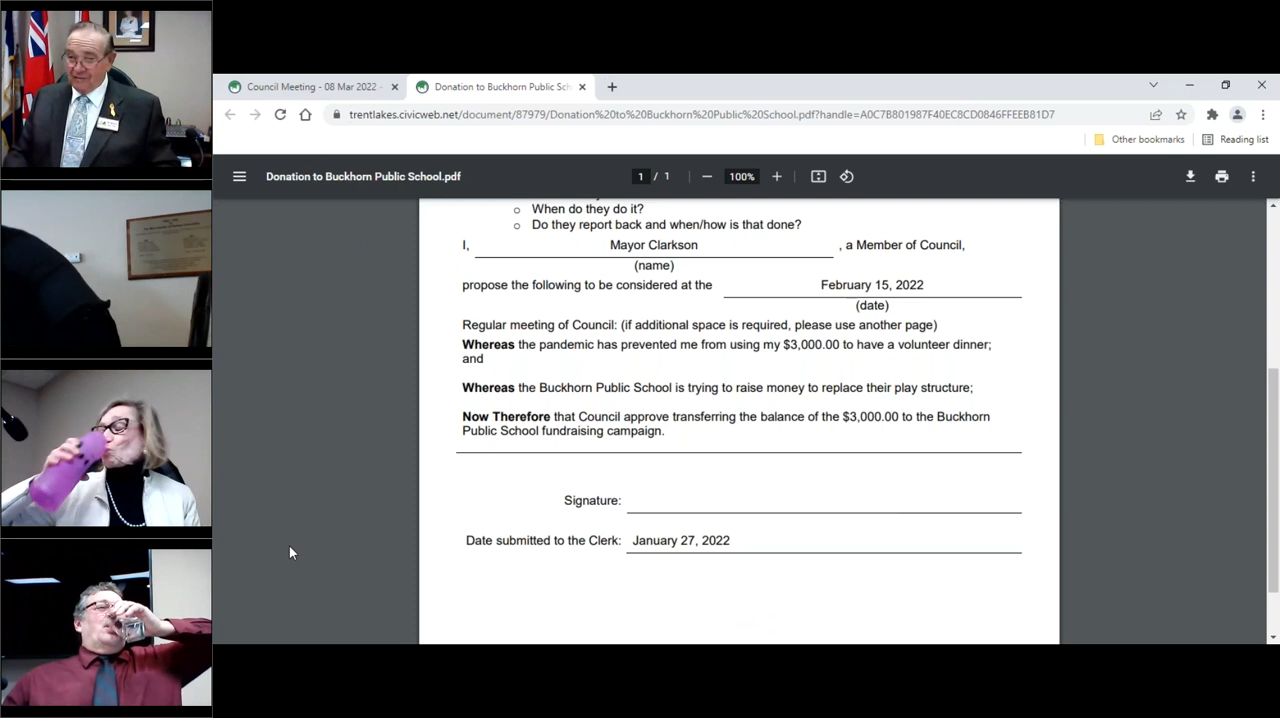 Council Meeting - 08 Mar 2022 -
Donation to Buckhorn Public Sch
trentlakes.civicweb.net/document/87979/Donation%20to%20Buckhorn%20Public%20School.pdf?handle=A0C7B801987F40EC8CD0846FFEEB81D7
Other bookmarks
Reading list
Donation to Buckhorn Public School.pdf
1 / 1
100%
o When do they do it?
o Do they report back and when/how is that done?
I, Mayor Clarkson , a Member of Council,
(name)
propose the following to be considered at the February 15, 2022
(date)
Regular meeting of Council: (if additional space is required, please use another page)
Whereas the pandemic has prevented me from using my $3,000.00 to have a volunteer dinner;
and
Whereas the Buckhorn Public School is trying to raise money to replace their play structure;
Now Therefore that Council approve transferring the balance of the $3,000.00 to the Buckhorn
Public School fundraising campaign.
Signature:
Date submitted to the Clerk: January 27, 2022